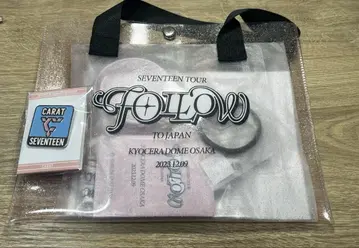 SEVENTEEN TOUR
FOLLOW
TO JAPAN
KYOCERA DOME OSAKA
2023.12.09
CARAT
SEVENTEEN